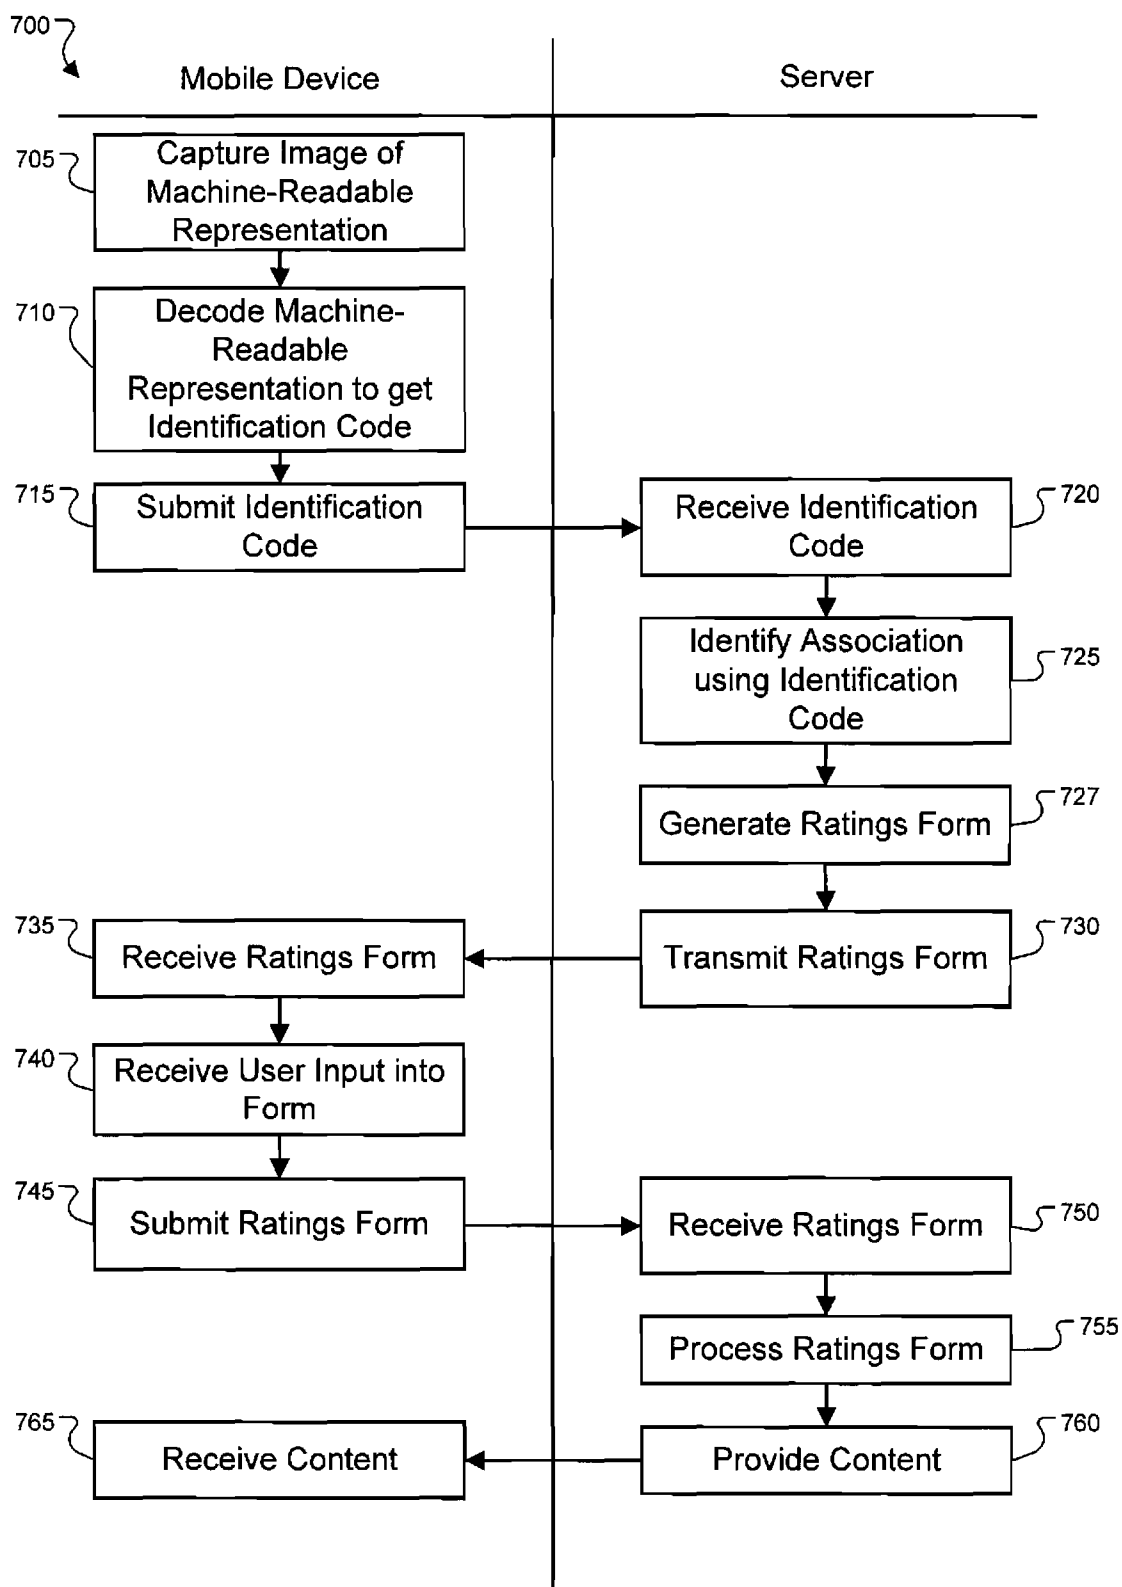 700
Mobile Device
Server
705
Capture Image of
Machine-Readable
Representation
710
Decode Machine-
Readable
Representation to get
Identification Code
715
Submit Identification
Code
720
Receive Identification
Code
725
Identify Association
using Identification
Code
727
Generate Ratings Form
730
Transmit Ratings Form
735
Receive Ratings Form
740
Receive User Input into
Form
745
Submit Ratings Form
750
Receive Ratings Form
755
Process Ratings Form
760
Provide Content
765
Receive Content